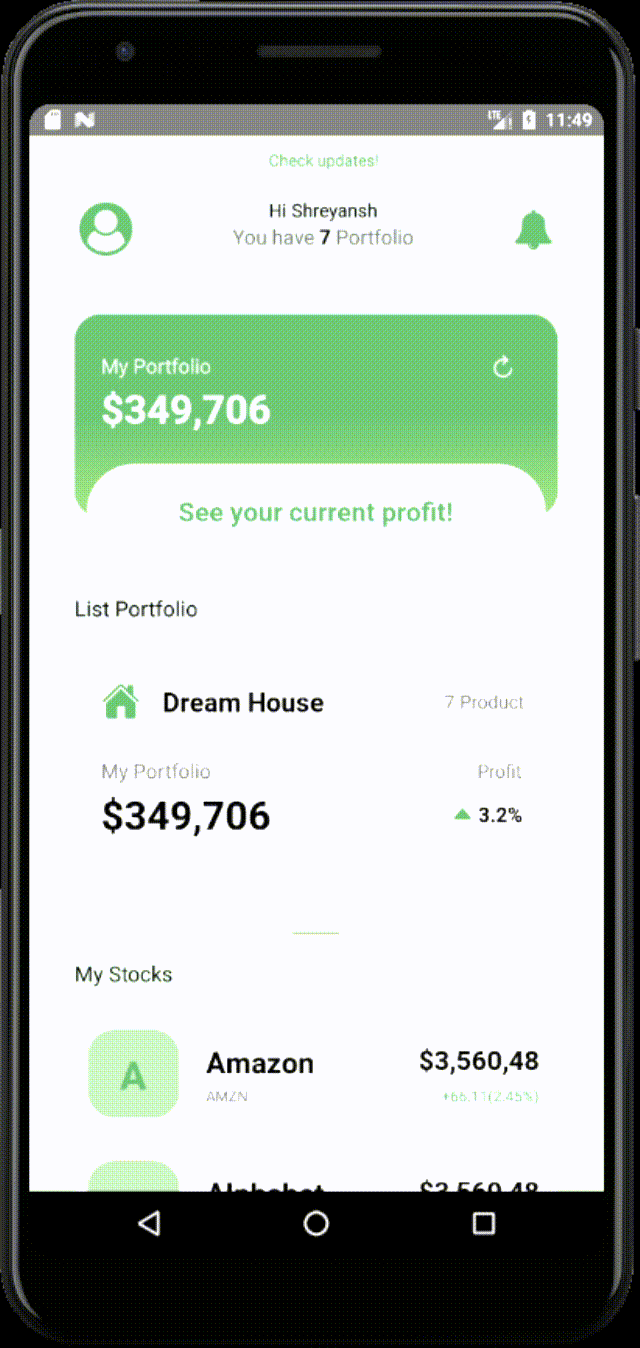 LTE 11:49
Check updates!
Hi Shreyansh
You have 7 Portfolio
My Portfolio
$349,706
See your current profit!
List Portfolio
Dream House 7 Product
My Portfolio Profit
$349,706 3.2%
My Stocks
A Amazon $3,560,48
AMZN +66.11(2.45%)
Alphabet $3,560,48